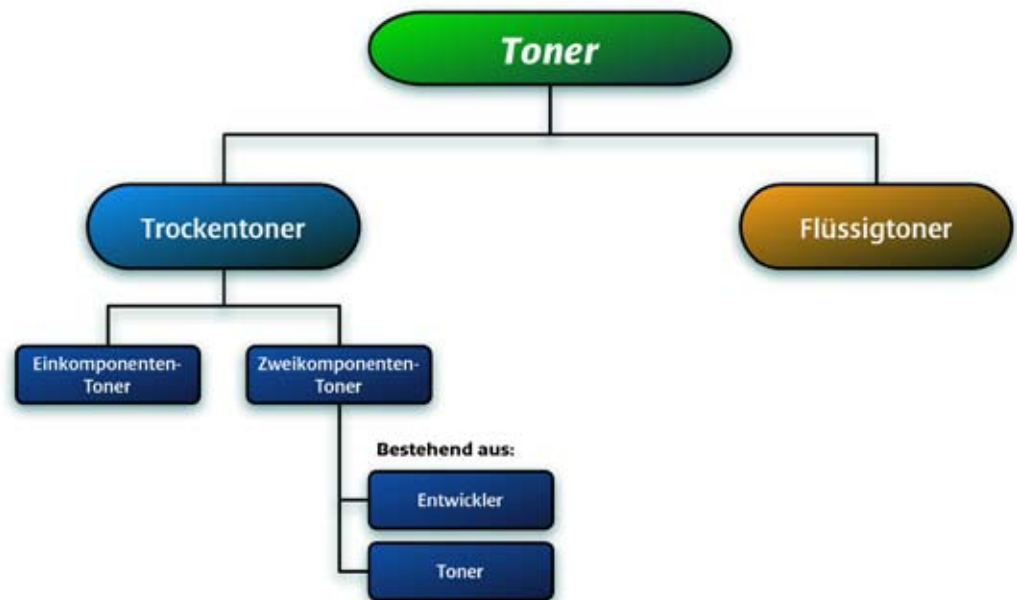 Toner
Trockentoner
Flüssigtoner
Einkomponenten-
Toner
Zweikomponenten-
Toner
Bestehend aus:
Entwickler
Toner